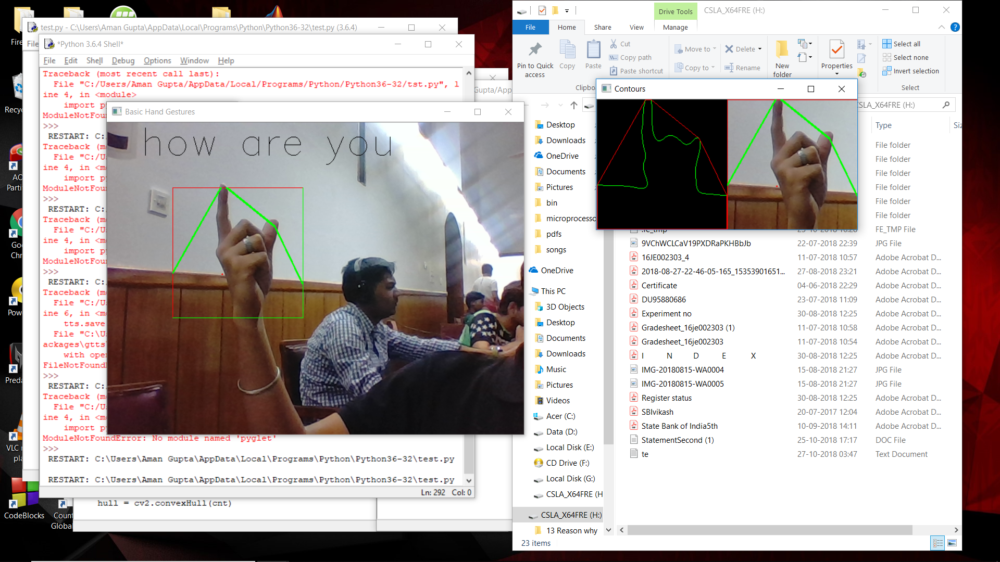 Fire
Recyc
AO
Parti
Goo
Chro
Pow
Preda
VLC m
pla
CodeBlocks
Count
Global
test.py - C:\Users\Aman Gupta\AppData\Local\Programs\Python\Python36-32\test.py (3.6.4)
File
*Python 3.6.4 Shell*
File Edit Shell Debug Options Window Help
Traceback (most recent call last):
File "C:/Users/Aman Gupta/AppData/Local/Programs/Python/Python36-32/tst.py", l
ine 4, in <module>
import p
ModuleNotFou
>>>
RESTART: C:
Traceback (m
File "C:/U
ine 4, in <m
import p
ModuleNotFou
>>>
RESTART: C:
Traceback (m
File "C:/U
ine 4, in <m
import p
ModuleNotFou
>>>
RESTART: C:
Traceback (m
File "C:/U
ine 6, in <m
tts.save
File "C:\U
ackages\gtts
with open
FileNotFound
>>>
RESTART: C:
Traceback (m
File "C:/U
ine 4, in <m
import p
ModuleNotFoundError: No module named 'pyglet'
>>>
RESTART: C:\Users\Aman Gupta\AppData\Local\Programs\Python\Python36-32\test.py
RESTART: C:\Users\Aman Gupta\AppData\Local\Programs\Python\Python36-32\test.py
Ln: 292 Col: 0
hull = cv2.convexHull(cnt)
Gupta/App
Basic Hand Gestures
how are you
Drive Tools
CSLA_X64FRE (H:)
File Home Share View Manage
Pin to Quick access
Copy
Paste
Cut
Copy path
Paste shortcut
Clipbo
Move to
Copy to
Delete
Rename
New folder
Properties
Select all
Select none
Invert selection
Select
Contours
CSLA_X64FRE (H:)
Desktop
Downloads
OneDrive
Documents
Pictures
bin
microprocesso
pdfs
songs
OneDrive
This PC
3D Objects
Desktop
Documents
Downloads
Music
Pictures
Videos
Acer (C:)
Data (D:)
Local Disk (E:)
CD Drive (F:)
Local Disk (G:)
CSLA_X64FRE (H
CSLA_X64FRE (H:)
13 Reason why
Type Siz
File folder
File folder
File folder
File folder
File folder
File folder
.fe_tmp FE_TMP File
9VChWCLCaV19PXDRaPKHBbJb 22-07-2018 22:39 JPG File
16JE002303_4 11-07-2018 10:57 Adobe Acrobat D...
2018-08-27-22-46-05-165_15353901651... 27-08-2018 23:21 Adobe Acrobat D...
Certificate 04-06-2018 22:29 Adobe Acrobat D...
DU95880686 23-07-2018 11:09 Adobe Acrobat D...
Experiment no 30-08-2018 12:25 Adobe Acrobat D...
Gradesheet_16je002303 (1) 11-07-2018 10:58 Adobe Acrobat D...
Gradesheet_16je002303 11-07-2018 10:54 Adobe Acrobat D...
I N D E X 30-08-2018 12:25 Adobe Acrobat D...
IMG-20180815-WA0004 15-08-2018 21:27 JPG File
IMG-20180815-WA0005 15-08-2018 21:27 JPG File
Register status 30-08-2018 12:25 Adobe Acrobat D...
SBIvikash 20-07-2017 12:04 Adobe Acrobat D...
State Bank of India5th 10-09-2018 14:11 Adobe Acrobat D...
StatementSecond (1) 25-10-2018 17:17 DOC File
te 27-10-2018 03:47 Text Document
23 items